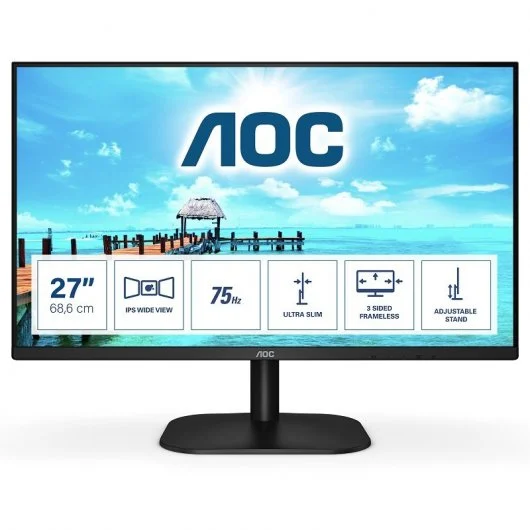 AOC
27"
68,6 cm
IPS WIDE VIEW
75Hz
ULTRA SLIM
3 SIDED
FRAMELESS
ADJUSTABLE
STAND
AOC